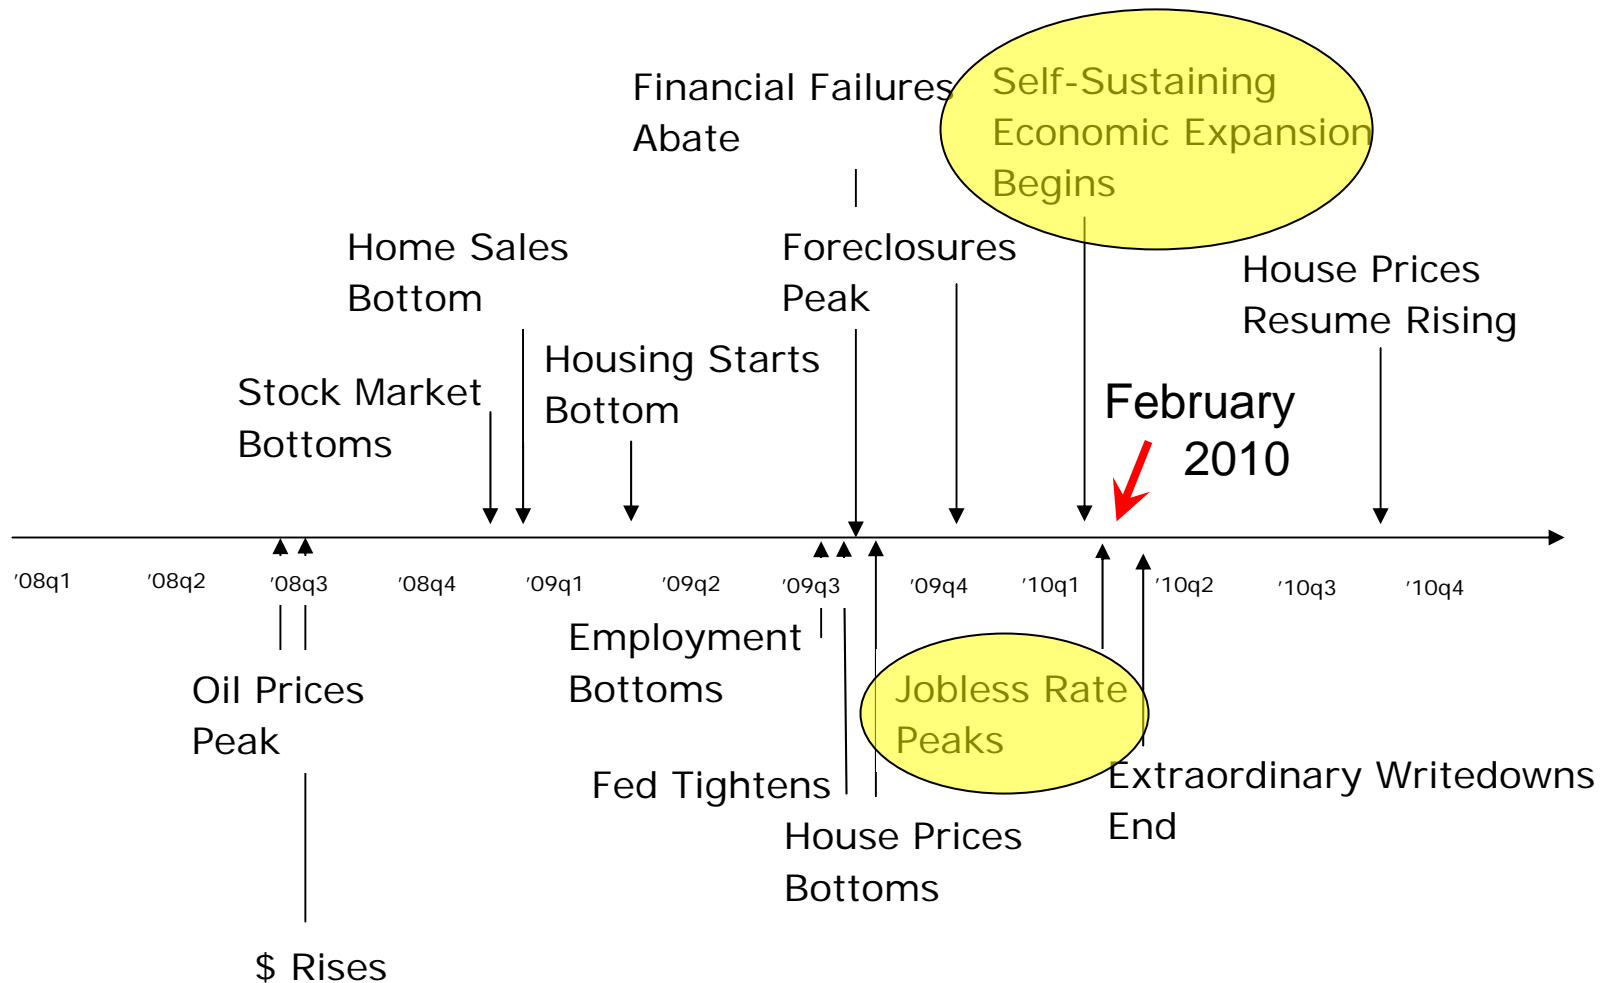 Financial Failures
Abate
Self-Sustaining
Economic Expansion
Begins
Home Sales
Bottom
Foreclosures
Peak
House Prices
Resume Rising
Housing Starts
Bottom
Stock Market
Bottoms
February
2010
'08q1 '08q2 '08q3 '08q4 '09q1 '09q2 '09q3 '09q4 '10q1 '10q2 '10q3 '10q4
Employment
Bottoms
Oil Prices
Peak
Jobless Rate
Peaks
Fed Tightens
Extraordinary Writedowns
End
House Prices
Bottoms
$ Rises